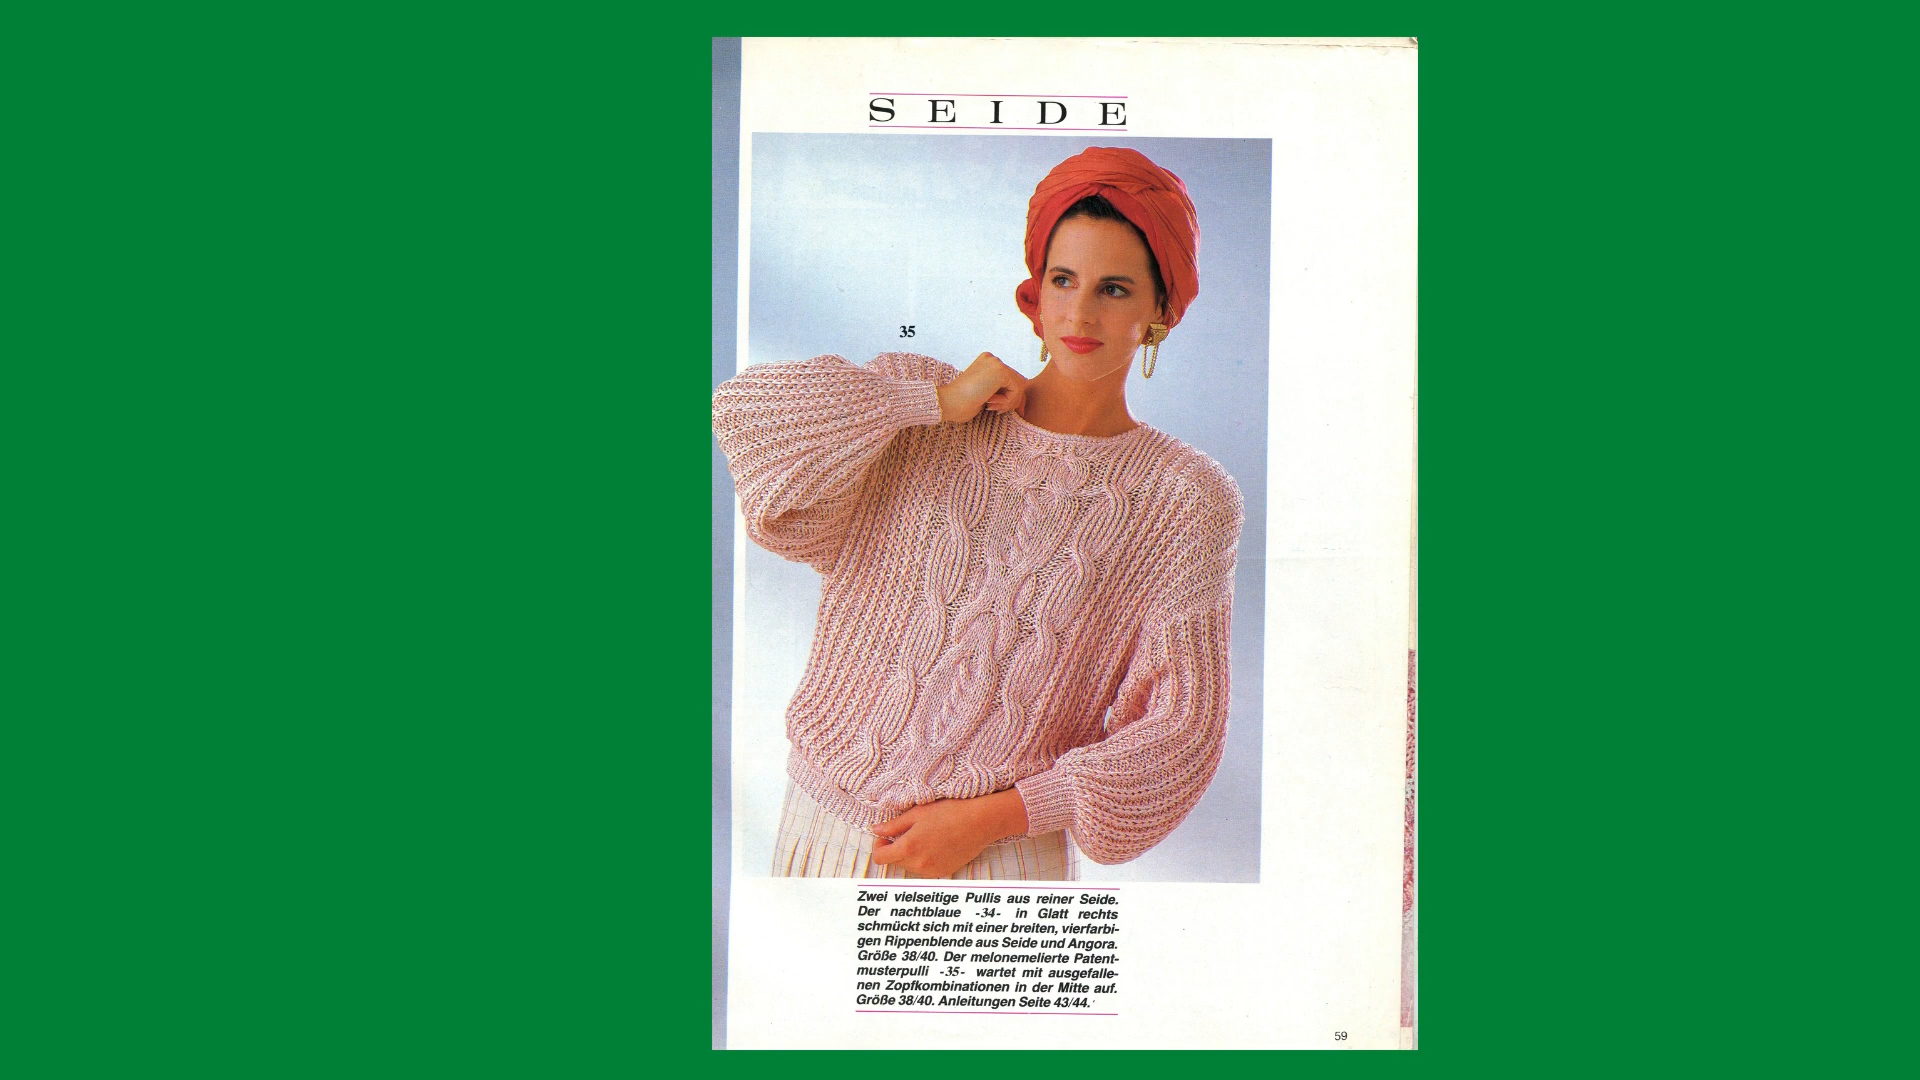 SEIDE
35
Zwei vielseitige Pullis aus reiner Seide.
Der nachtblaue -34- in Glatt rechts
schmückt sich mit einer breiten, vierfarbi-
gen Rippenblende aus Seide und Angora.
Größe 38/40. Der melonemelierte Patent-
musterpulli -35- wartet mit ausgefalle-
nen Zopfkombinationen in der Mitte auf.
Größe 38/40. Anleitungen Seite 43/44.
59